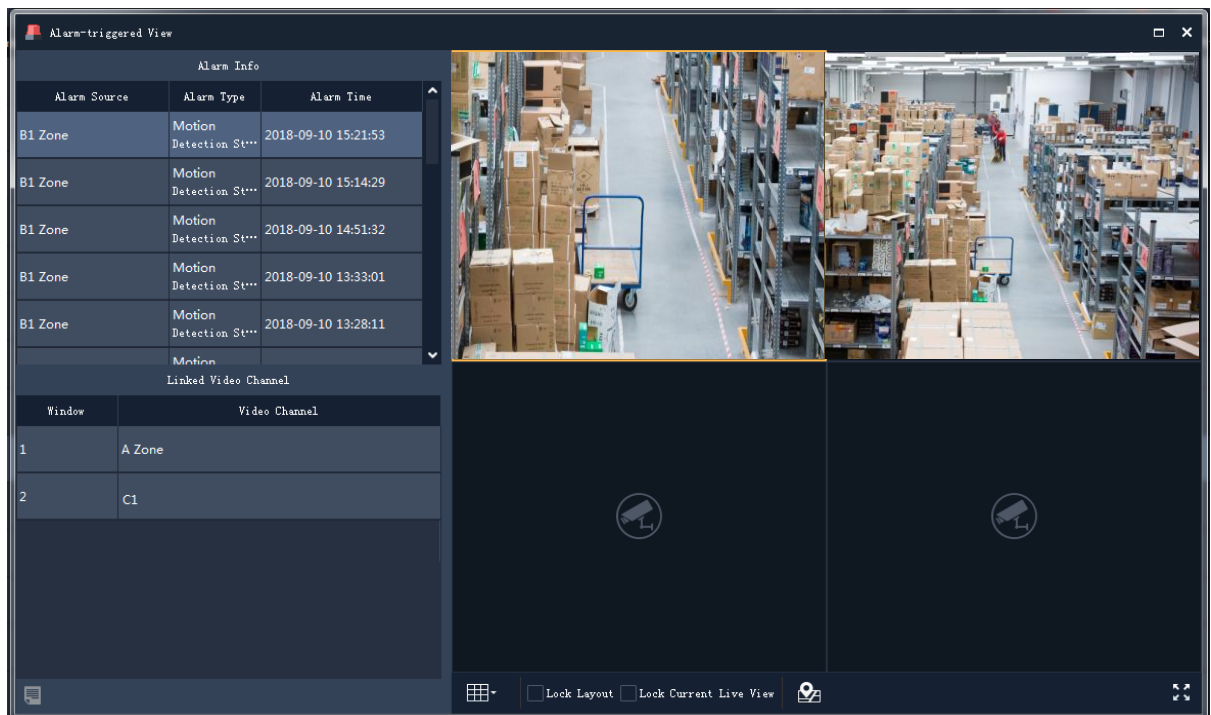 Alarm-triggered View
Alarm Info
Alarm Source Alarm Type Alarm Time
B1 Zone Motion Detection St··· 2018-09-10 15:21:53
B1 Zone Motion Detection St··· 2018-09-10 15:14:29
B1 Zone Motion Detection St··· 2018-09-10 14:51:32
B1 Zone Motion Detection St··· 2018-09-10 13:33:01
B1 Zone Motion Detection St··· 2018-09-10 13:28:11
Motion
Linked Video Channel
Window Video Channel
1 A Zone
2 C1
Lock Layout Lock Current Live View